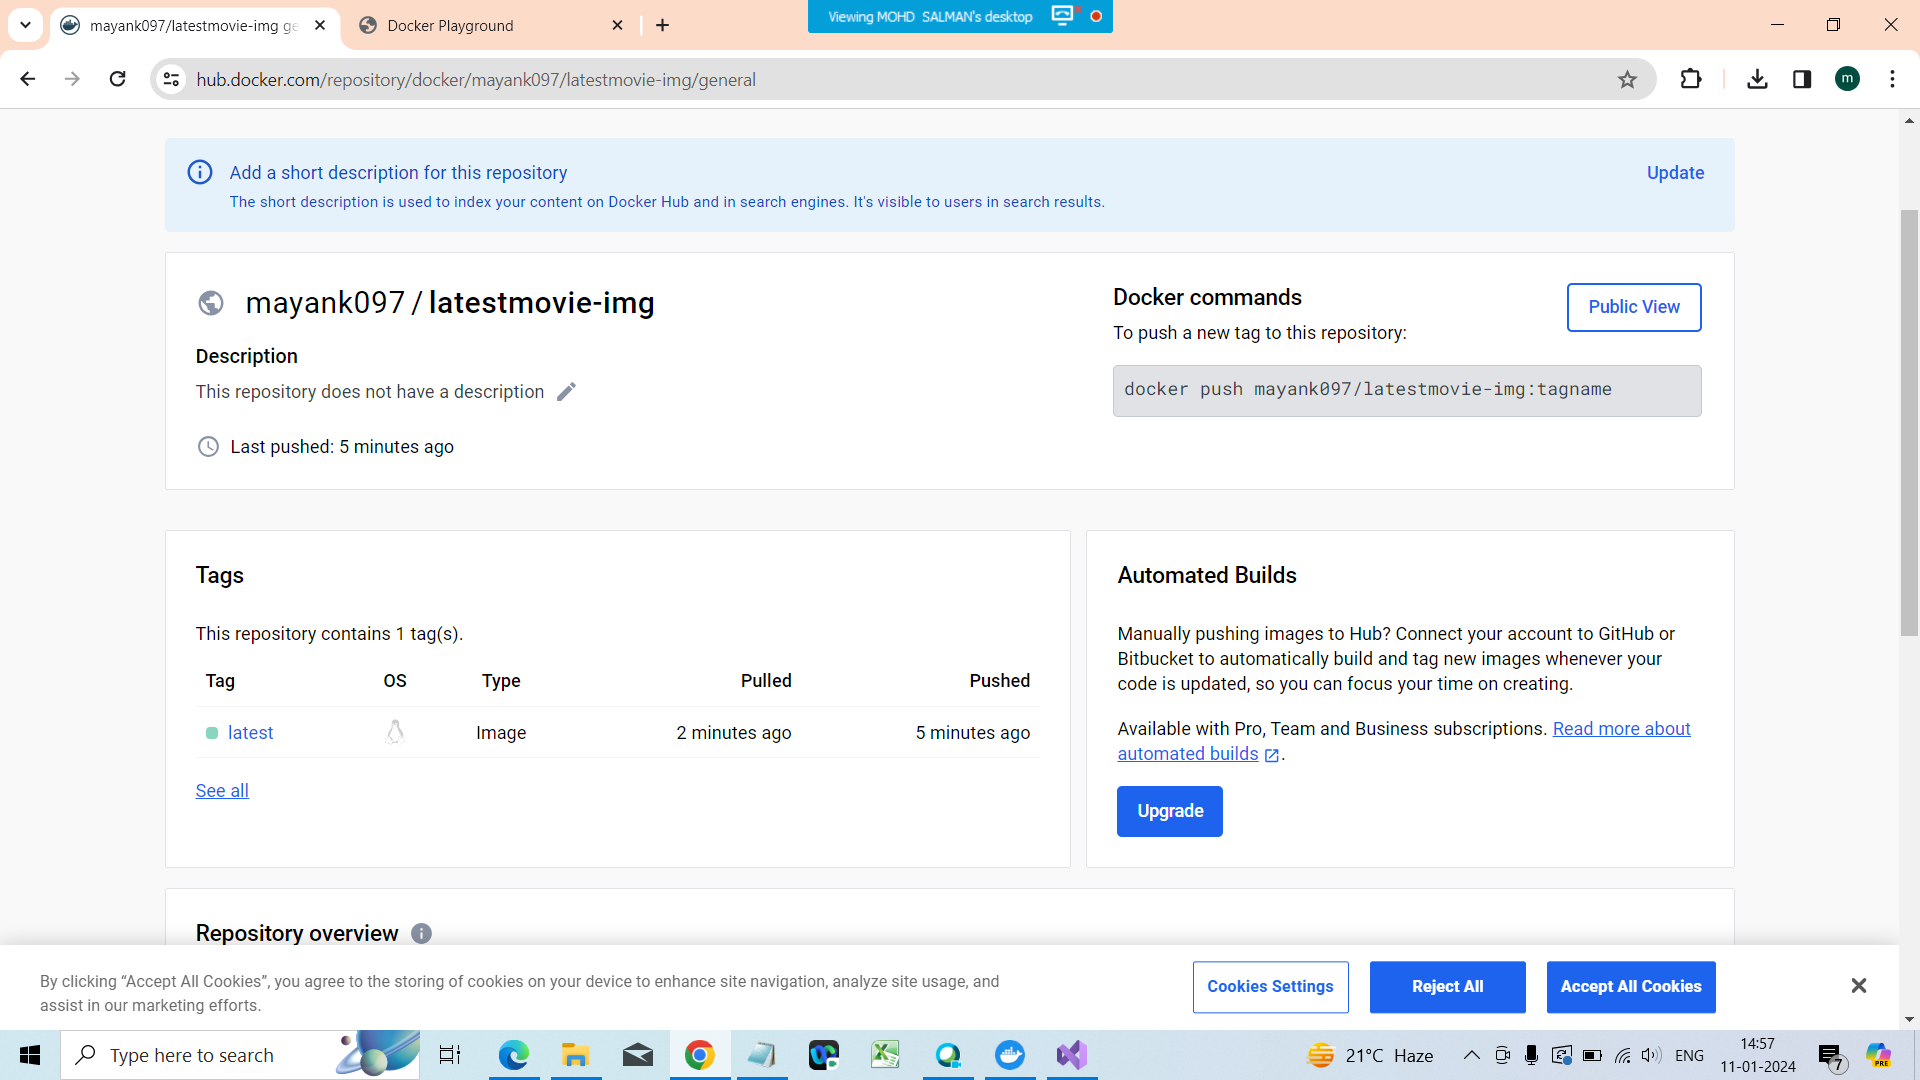 mayank097/latestmovie-img ge
Docker Playground
Viewing MOHD SALMAN's desktop
hub.docker.com/repository/docker/mayank097/latestmovie-img/general
m
Add a short description for this repository
Update
The short description is used to index your content on Docker Hub and in search engines. It's visible to users in search results.
mayank097 / latestmovie-img
Docker commands
Public View
To push a new tag to this repository:
Description
This repository does not have a description
docker push mayank097/latestmovie-img:tagname
Last pushed: 5 minutes ago
Tags
This repository contains 1 tag(s).
Tag OS Type Pulled Pushed
latest Image 2 minutes ago 5 minutes ago
See all
Automated Builds
Manually pushing images to Hub? Connect your account to GitHub or
Bitbucket to automatically build and tag new images whenever your
code is updated, so you can focus your time on creating.
Available with Pro, Team and Business subscriptions. Read more about
automated builds .
Upgrade
Repository overview
By clicking “Accept All Cookies”, you agree to the storing of cookies on your device to enhance site navigation, analyze site usage, and
assist in our marketing efforts.
Cookies Settings
Reject All
Accept All Cookies
Type here to search
21°C Haze
ENG
14:57
11-01-2024
7
PRE